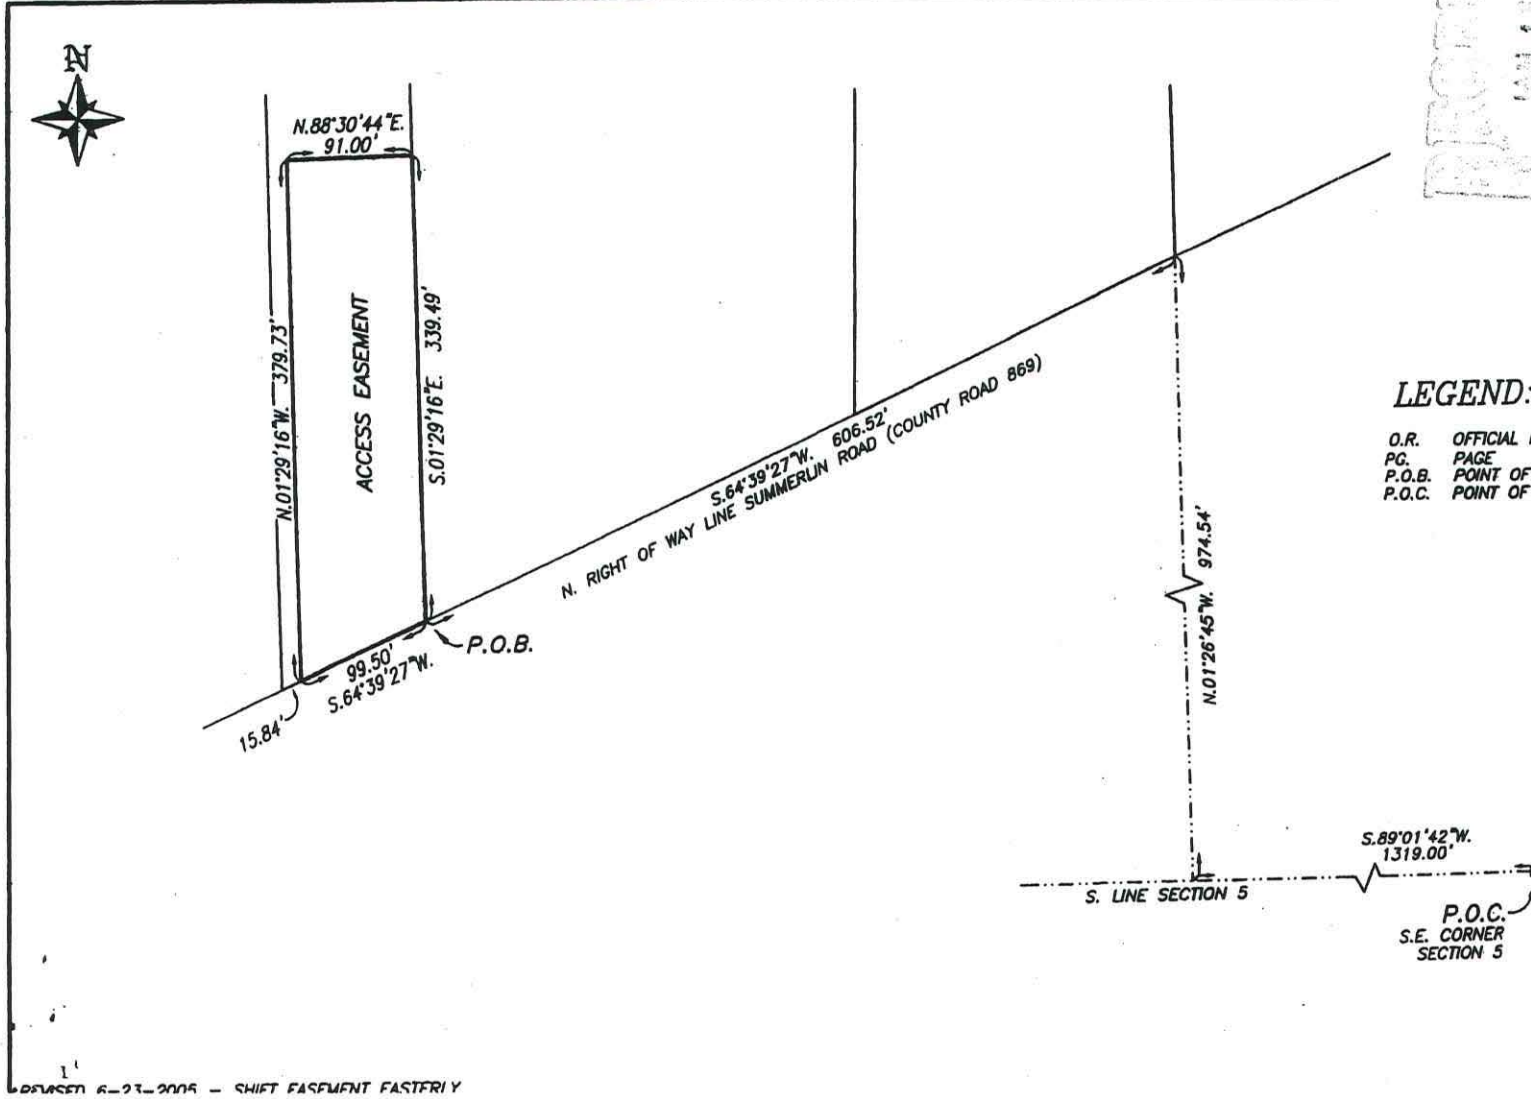 N
N.88°30'44"E.
91.00'
N.01°29'16"W. 379.73'
ACCESS EASEMENT
S.01°29'16"E. 339.49'
S.64°39'27"W. 606.52'
N. RIGHT OF WAY LINE SUMMERLIN ROAD (COUNTY ROAD 869)
LEGEND:
O.R. OFFICIAL
PG. PAGE
P.O.B. POINT OF
P.O.C. POINT OF
N.01°26'45"W. 974.54'
P.O.B.
99.50'
S.64°39'27"W.
15.84'
S.89°01'42"W.
1319.00'
S. LINE SECTION 5
P.O.C.
S.E. CORNER
SECTION 5
1'
REVISED 6-23-2005 - SHIFT EASEMENT EASTERLY